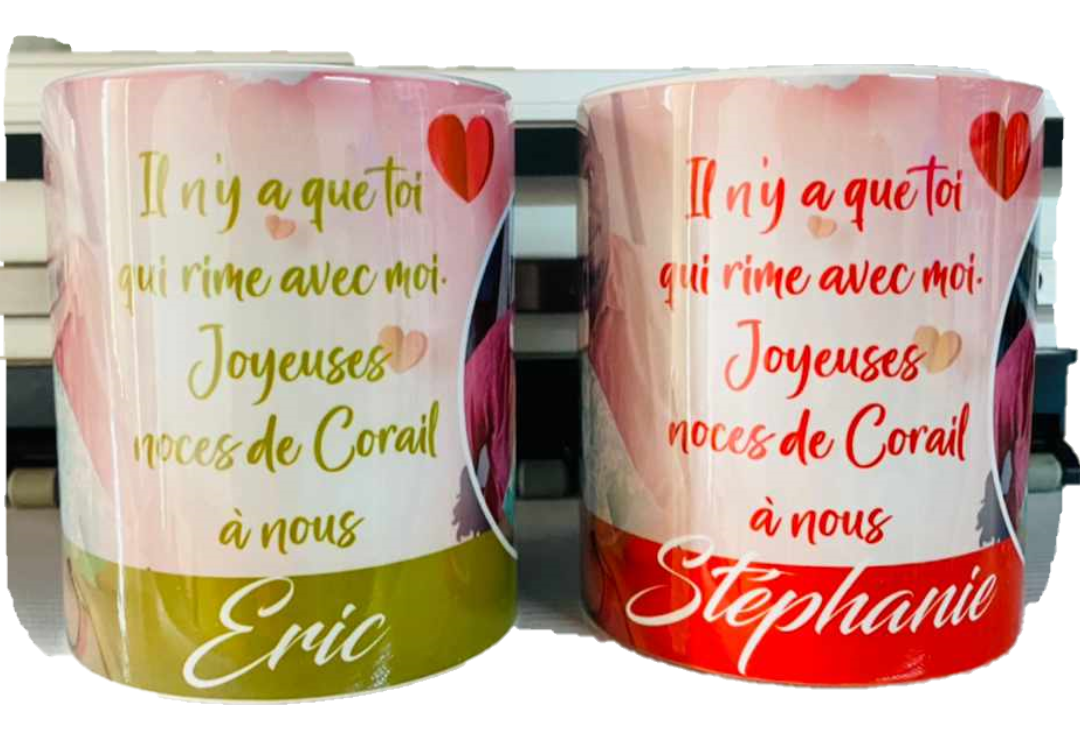 Il n'y a que toi
qui rime avec moi.
Joyeuses
noces de Corail
à nous
Eric
Il n'y a que toi
qui rime avec moi.
Joyeuses
noces de Corail
à nous
Stéphanie